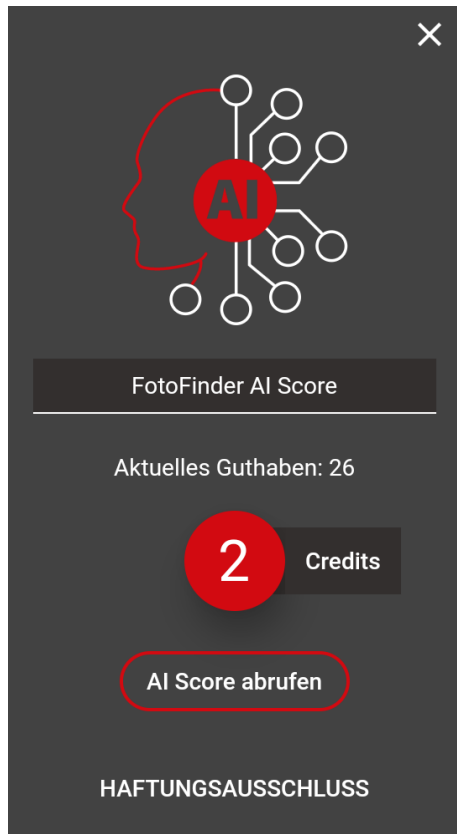 AI
FotoFinder AI Score
Aktuelles Guthaben: 26
2 Credits
AI Score abrufen
HAFTUNGSAUSSCHLUSS